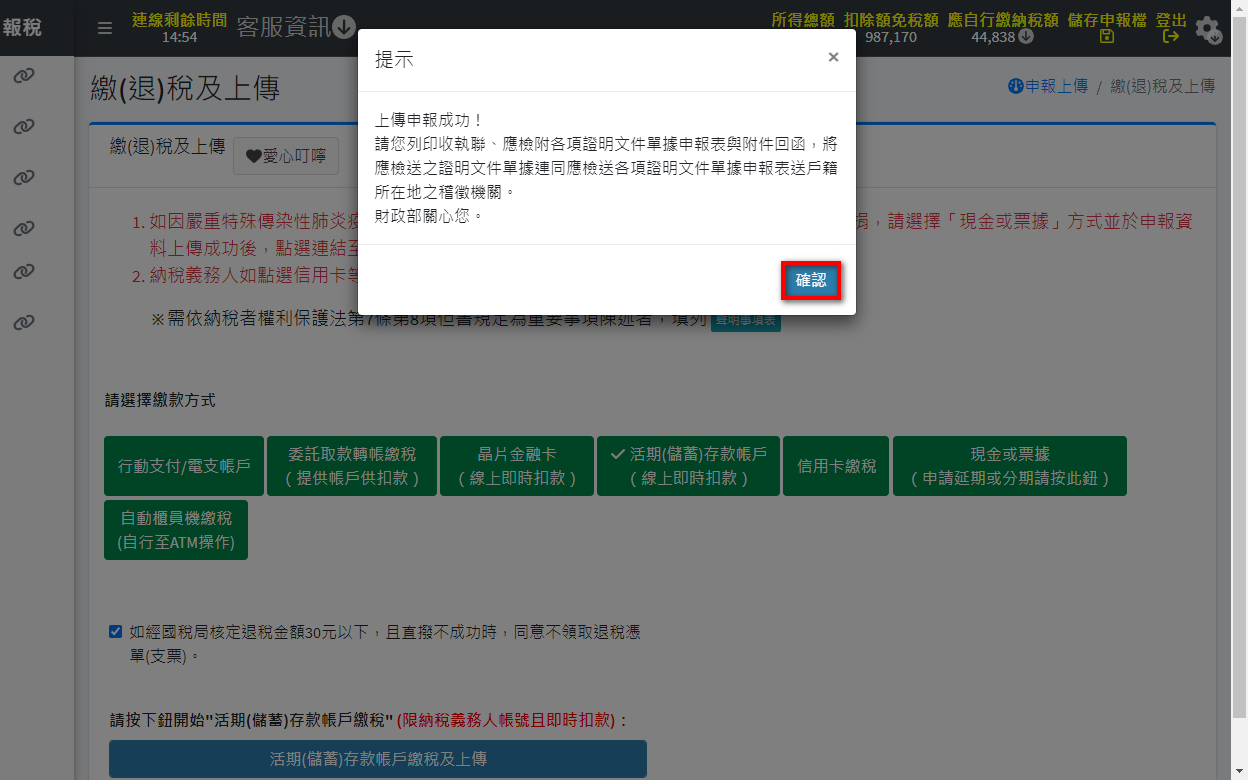 報稅
連線剩餘時間
14:54
客服資訊
所得總額 扣除額免稅額 應自行繳納稅額 儲存申報檔 登出
987,170 44,838
繳(退)稅及上傳
申報上傳 / 繳(退)稅及上傳
提示 ×
上傳申報成功！
請您列印收執聯、應檢附各項證明文件單據申報表與附件回函，將
應檢送之證明文件單據連同應檢送各項證明文件單據申報表送戶籍
所在地之稽徵機關。
財政部關心您。
確認
繳(退)稅及上傳 愛心叮嚀
1. 如因嚴重特殊傳染性肺炎疫 請選擇「現金或票據」方式並於申報資
料上傳成功後，點選連結至
2. 納稅義務人如點選信用卡等
※需依納稅者權利保護法第7條第8項但書規定為重要事項陳述者，填列 聲明事項表
請選擇繳款方式
行動支付/電支帳戶
委託取款轉帳繳稅
（提供帳戶供扣款）
晶片金融卡
（線上即時扣款）
活期(儲蓄)存款帳戶
（線上即時扣款）
信用卡繳稅
現金或票據
（申請延期或分期請按此鈕）
自動櫃員機繳稅
(自行至ATM操作)
如經國稅局核定退稅金額30元以下，且直撥不成功時，同意不領取退稅憑
單(支票)。
請按下鈕開始"活期(儲蓄)存款帳戶繳稅" (限納稅義務人帳號且即時扣款)：
活期(儲蓄)存款帳戶繳稅及上傳